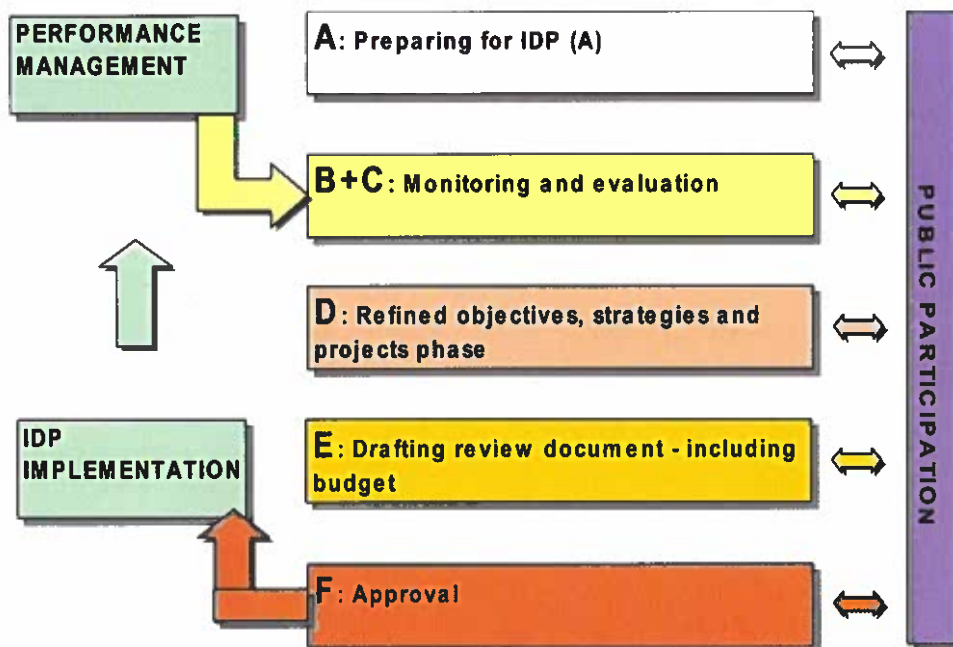 PERFORMANCE
MANAGEMENT
A: Preparing for IDP (A)
B+C: Monitoring and evaluation
D: Refined objectives, strategies and
projects phase
IDP
IMPLEMENTATION
E: Drafting review document - including
budget
F: Approval
PUBLIC PARTICIPATION